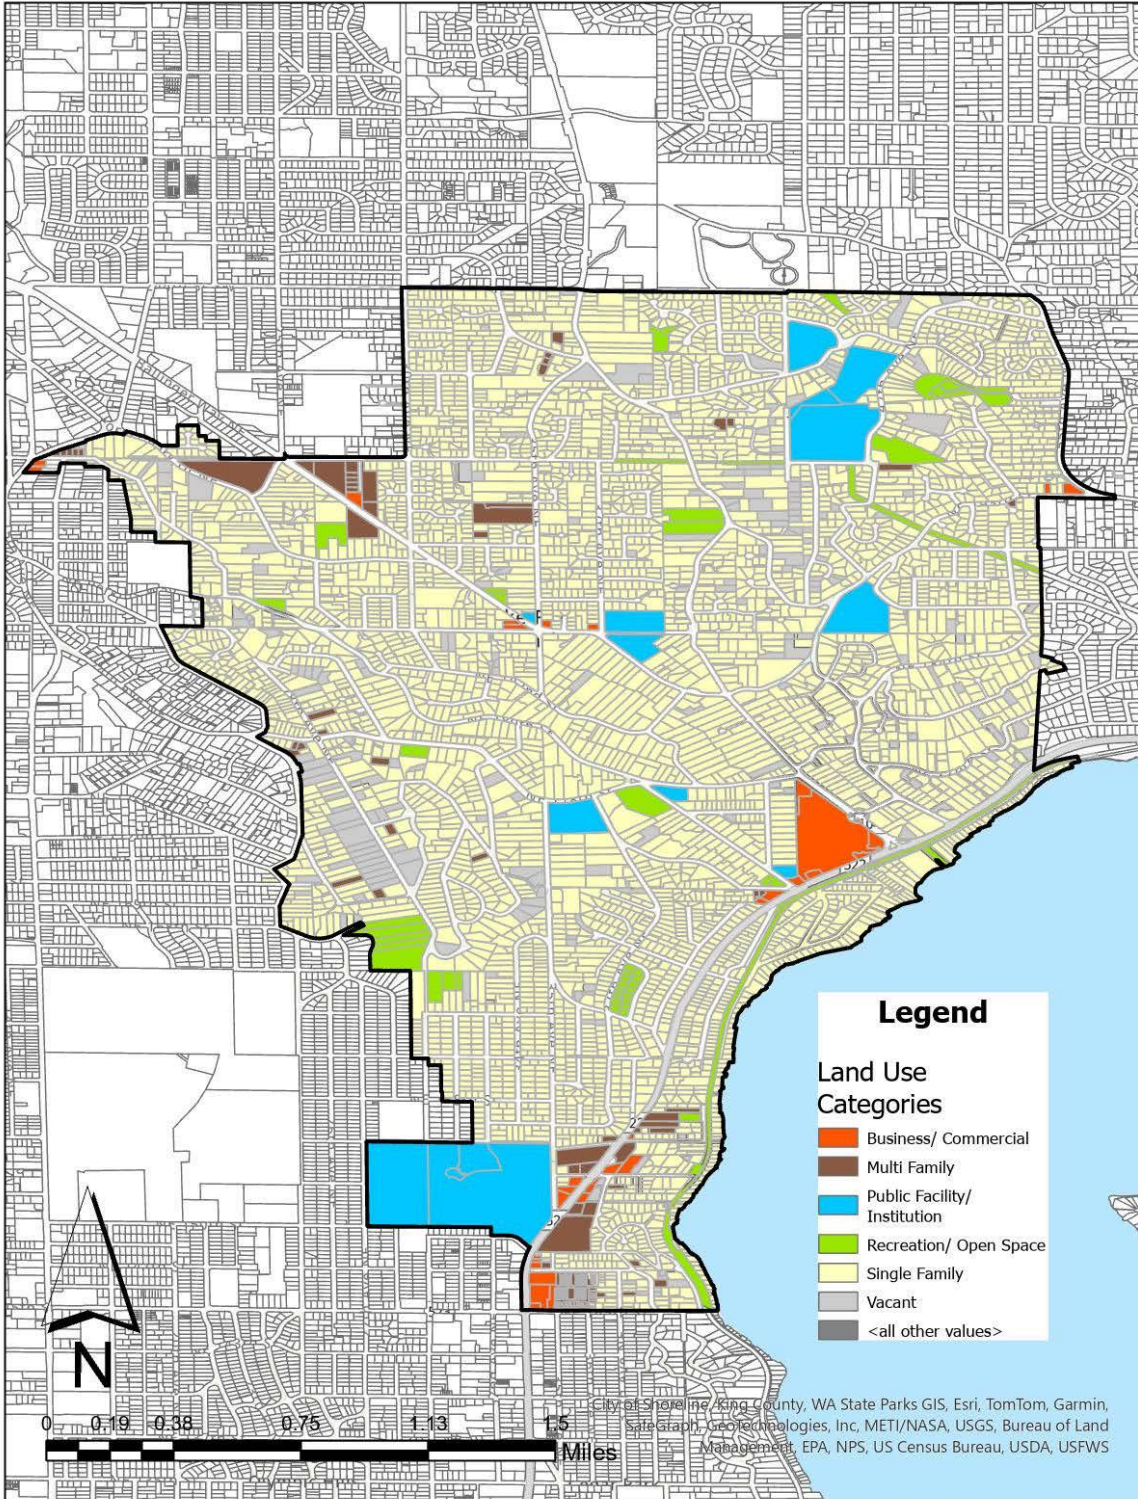 Legend
Land Use
Categories
Business/ Commercial
Multi Family
Public Facility/
Institution
Recreation/ Open Space
Single Family
Vacant
<all other values>
N
0 0.19 0.38 0.75 1.13 1.5
Miles
City of Shoreline, King County, WA State Parks GIS, Esri, TomTom, Garmin,
SafeGraph, GeoTechnologies, Inc, METI/NASA, USGS, Bureau of Land
Management, EPA, NPS, US Census Bureau, USDA, USFWS